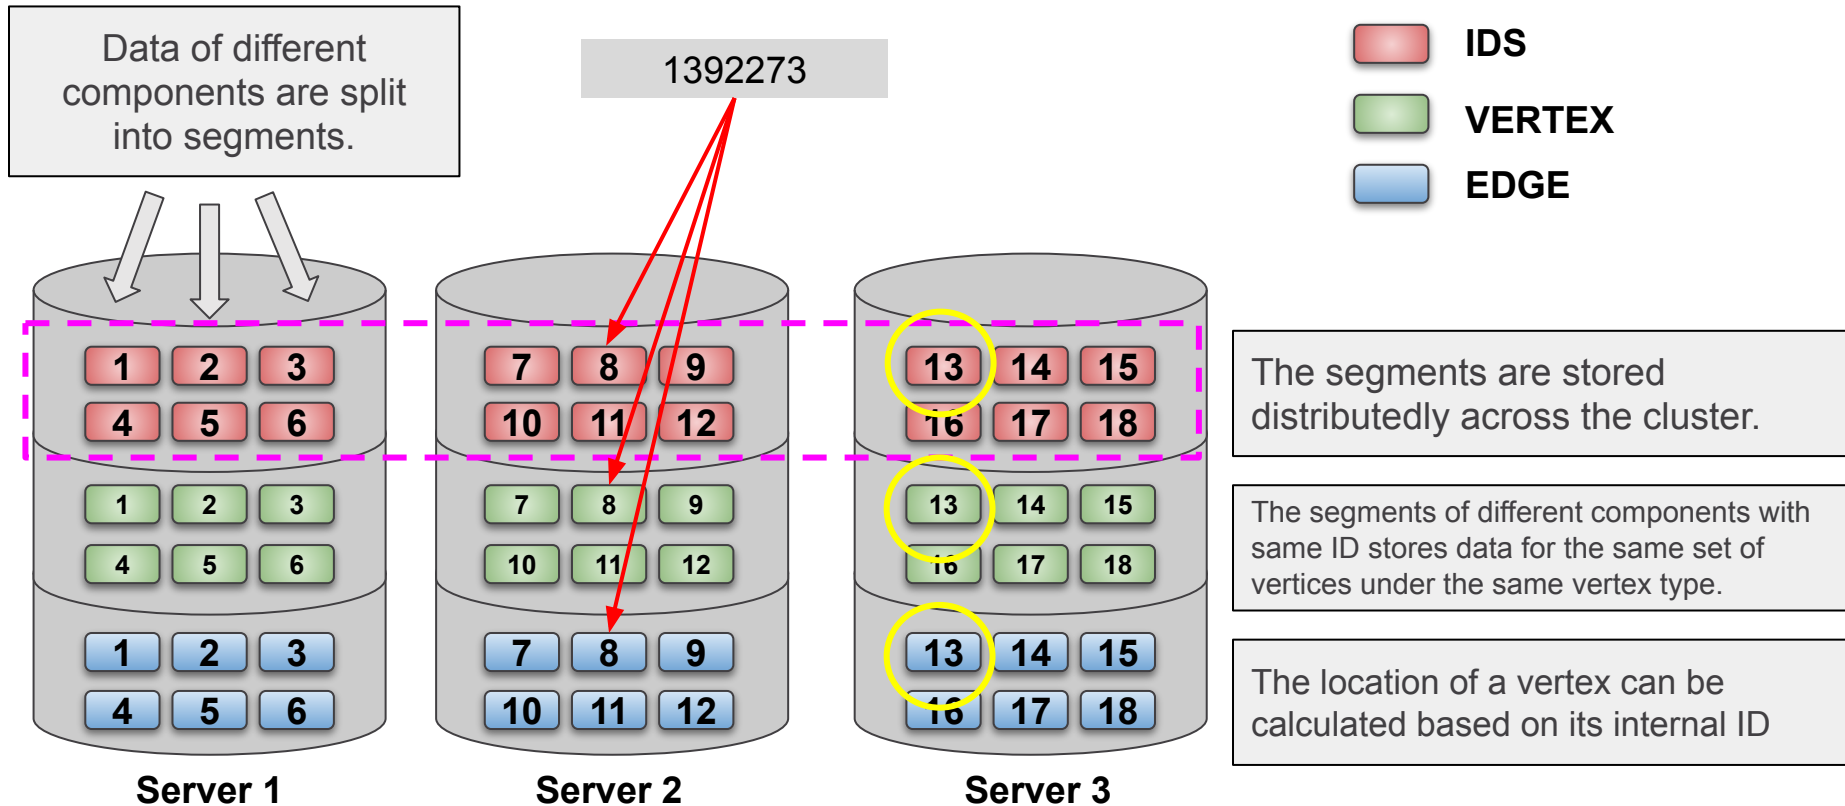 Data of different
components are split
into segments.
1392273
IDS
VERTEX
EDGE
1 2 3
4 5 6
1 2 3
4 5 6
1 2 3
4 5 6
Server 1
7 8 9
10 11 12
7 8 9
10 11 12
7 8 9
10 11 12
Server 2
13 14 15
16 17 18
13 14 15
16 17 18
13 14 15
16 17 18
Server 3
The segments are stored
distributedly across the cluster.
The segments of different components with
same ID stores data for the same set of
vertices under the same vertex type.
The location of a vertex can be
calculated based on its internal ID